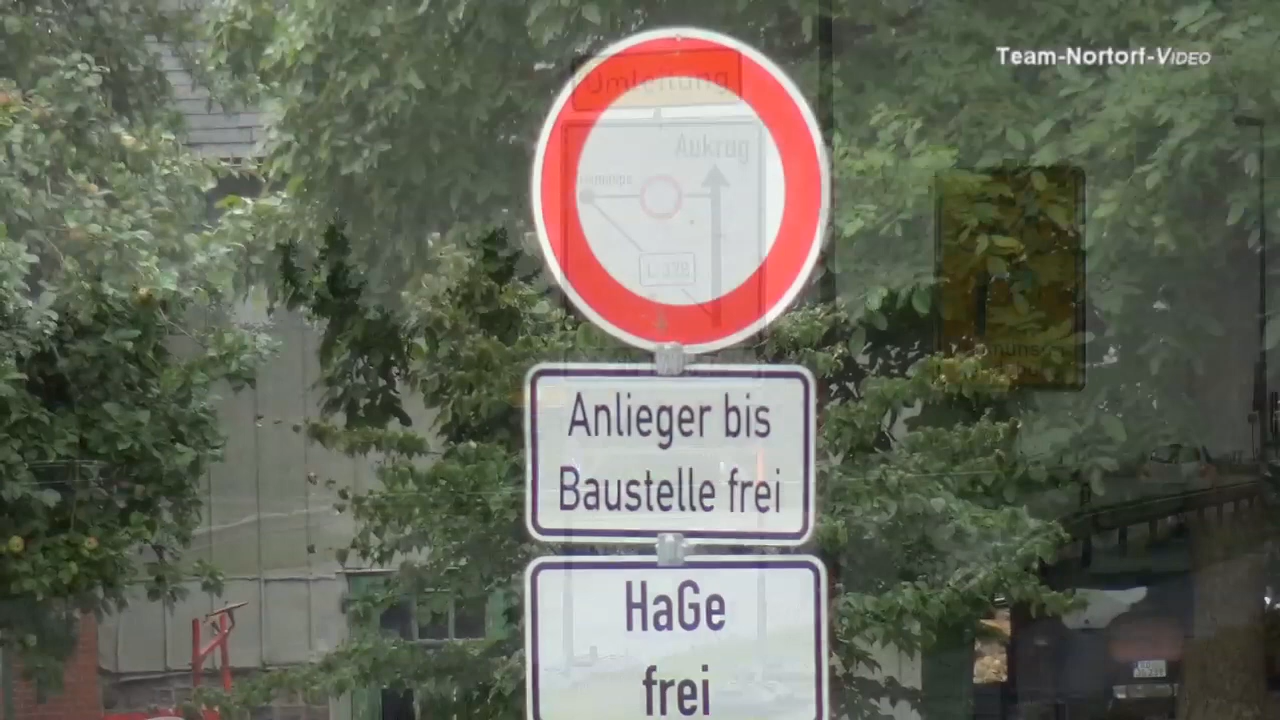 Team-Nortorf-VIDEO
Umleitung
Aukrug
L 328
Anlieger bis
Baustelle frei
HaGe
frei